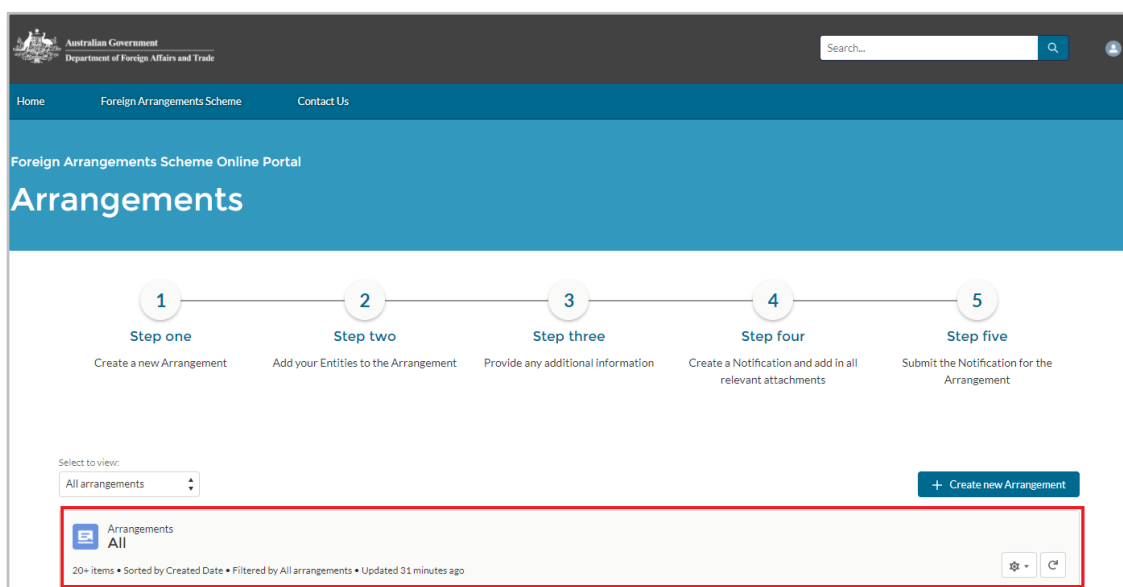 Australian Government
Department of Foreign Affairs and Trade
Search...
Home Foreign Arrangements Scheme Contact Us
Foreign Arrangements Scheme Online Portal
Arrangements
1 2 3 4 5
Step one Step two Step three Step four Step five
Create a new Arrangement Add your Entities to the Arrangement Provide any additional information Create a Notification and add in all Submit the Notification for the
relevant attachments Arrangement
Select to view:
All arrangements + Create new Arrangement
Arrangements
All
20+ items • Sorted by Created Date • Filtered by All arrangements • Updated 31 minutes ago